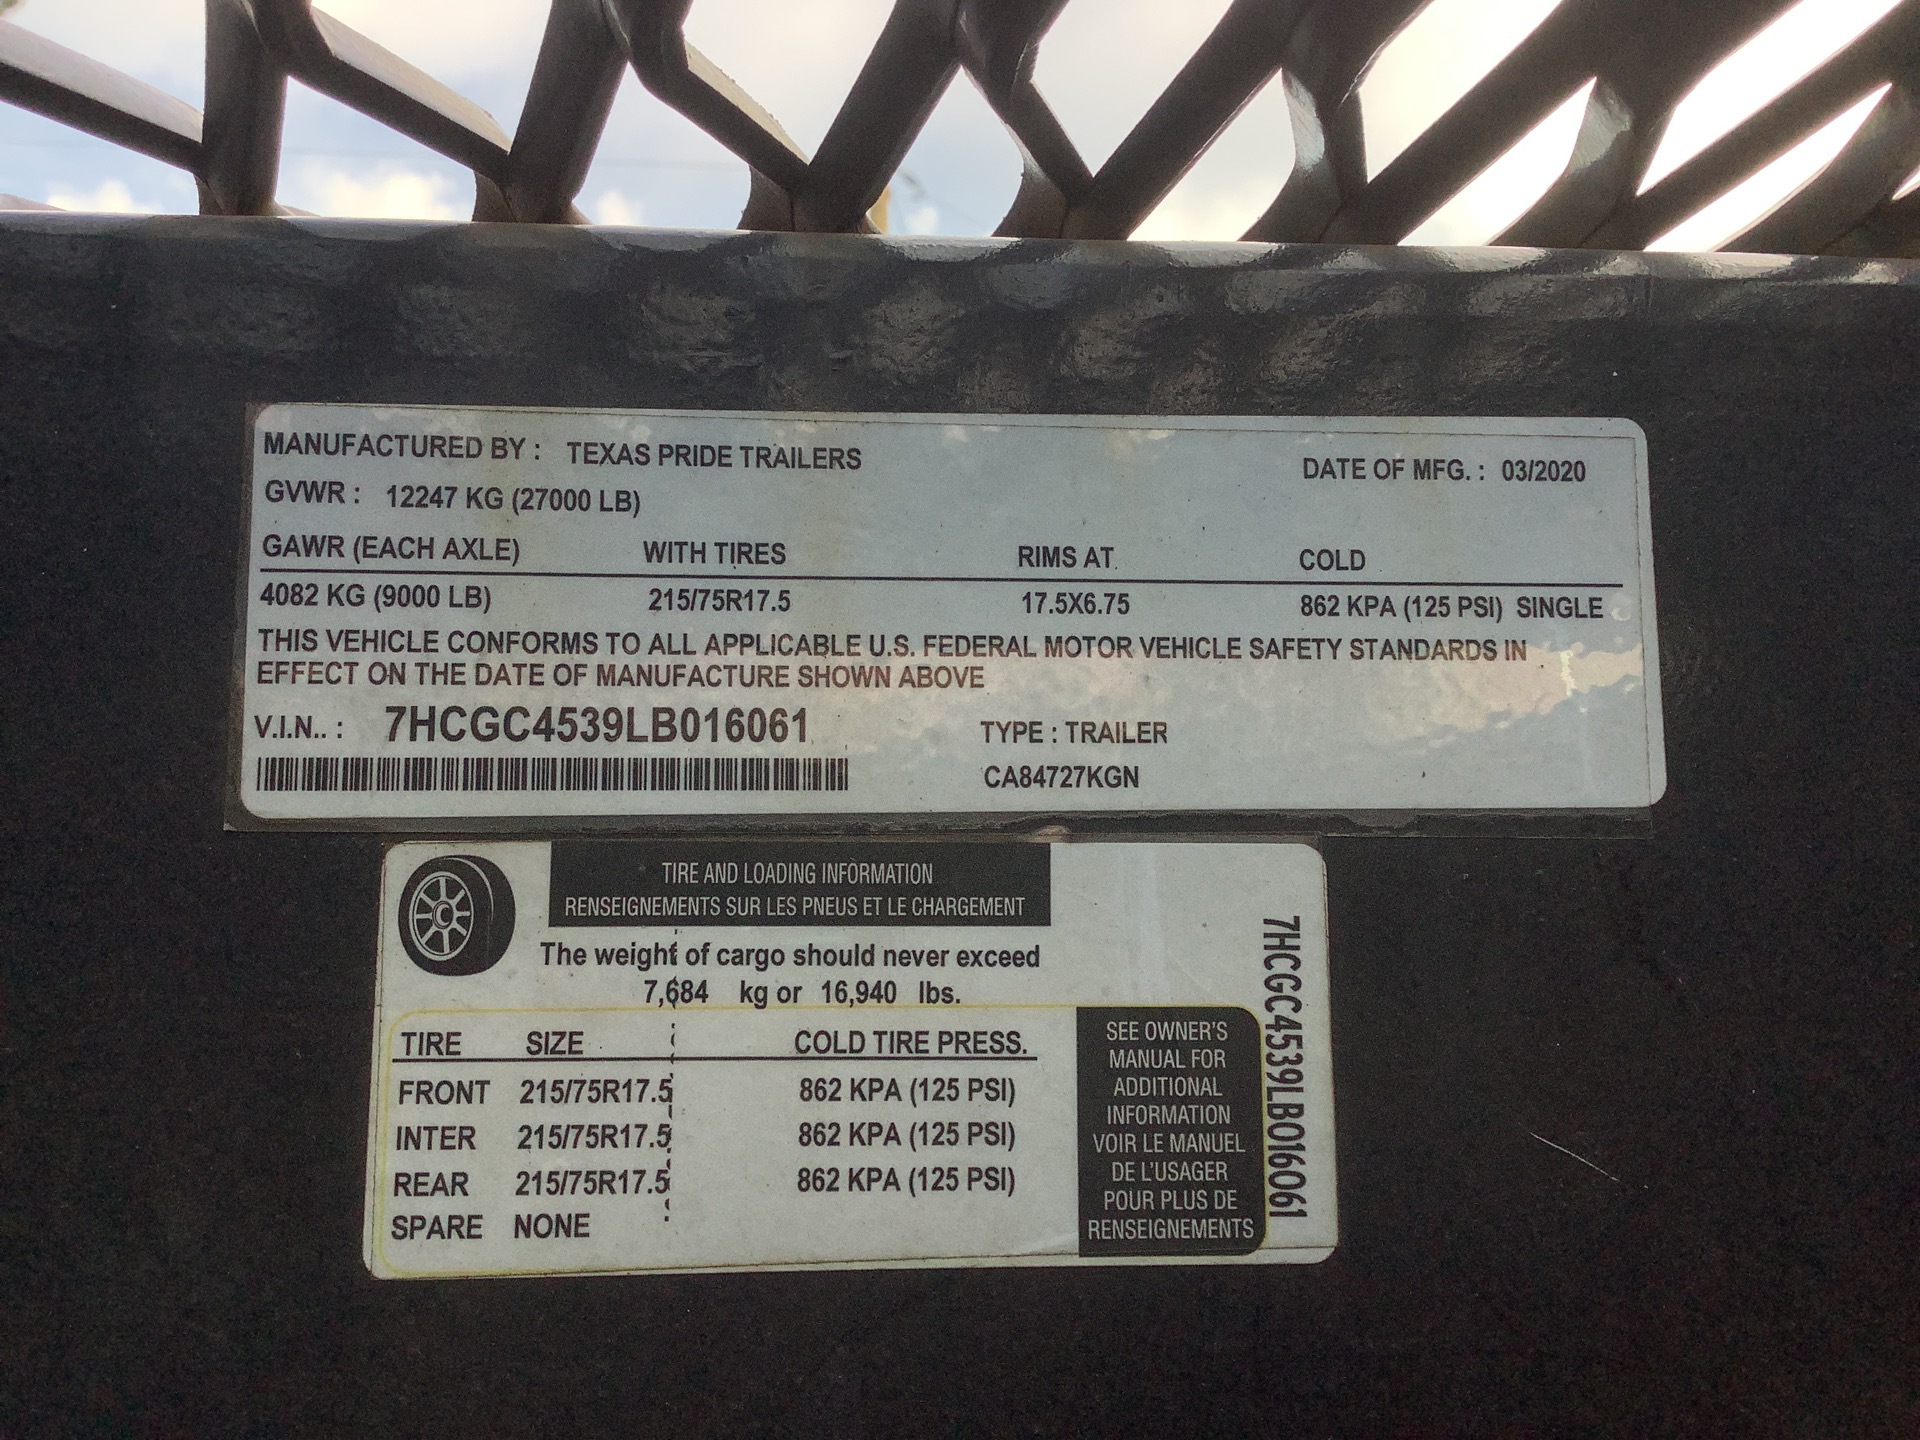 MANUFACTURED BY : TEXAS PRIDE TRAILERS DATE OF MFG. : 03/2020
GVWR : 12247 KG (27000 LB)
GAWR (EACH AXLE) WITH TIRES RIMS AT COLD
4082 KG (9000 LB) 215/75R17.5 17.5X6.75 862 KPA (125 PSI) SINGLE
THIS VEHICLE CONFORMS TO ALL APPLICABLE U.S. FEDERAL MOTOR VEHICLE SAFETY STANDARDS IN
EFFECT ON THE DATE OF MANUFACTURE SHOWN ABOVE
V.I.N.. : 7HCGC4539LB016061 TYPE : TRAILER
CA84727KGN
TIRE AND LOADING INFORMATION
RENSEIGNEMENTS SUR LES PNEUS ET LE CHARGEMENT
The weight of cargo should never exceed
7,684 kg or 16,940 lbs.
TIRE SIZE COLD TIRE PRESS.
FRONT 215/75R17.5 862 KPA (125 PSI)
INTER 215/75R17.5 862 KPA (125 PSI)
REAR 215/75R17.5 862 KPA (125 PSI)
SPARE NONE
SEE OWNER'S
MANUAL FOR
ADDITIONAL
INFORMATION
VOIR LE MANUEL
DE L'USAGER
POUR PLUS DE
RENSEIGNEMENTS
7HCGC4539LB016061